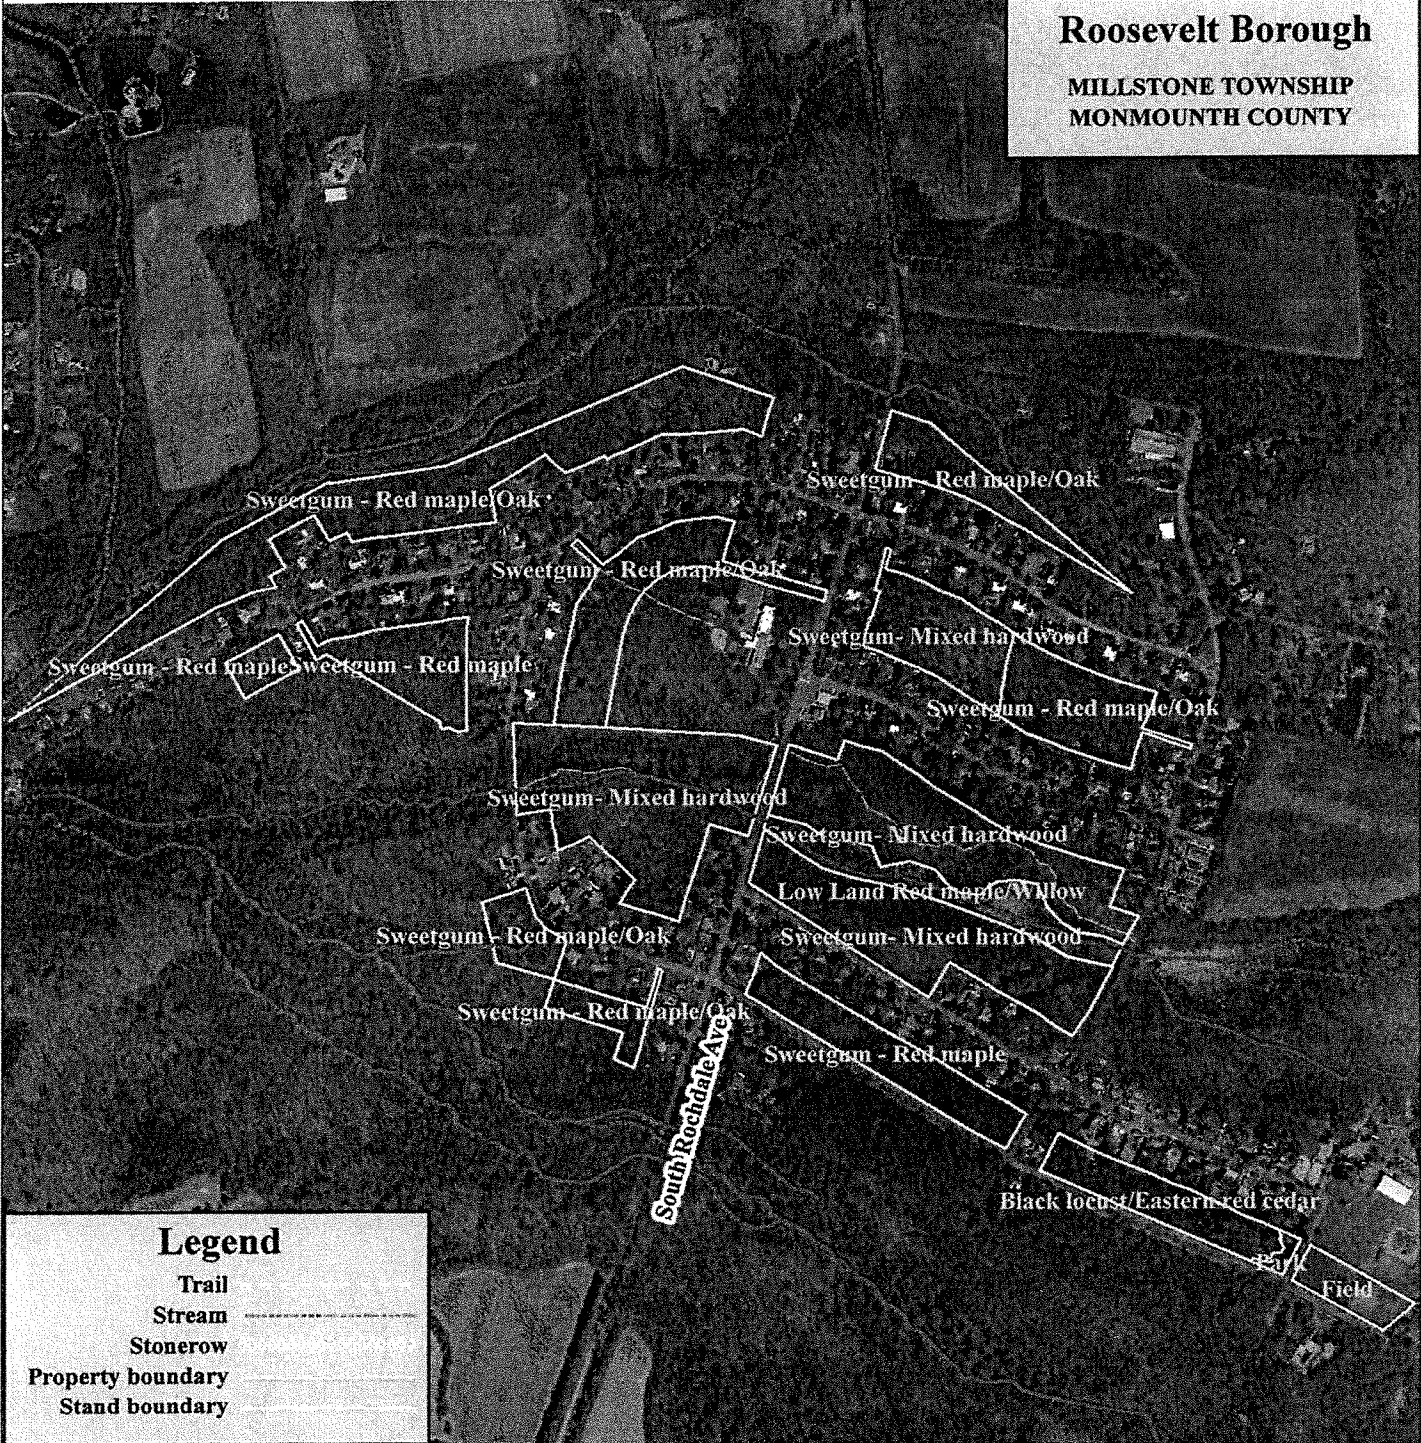 Roosevelt Borough
MILLSTONE TOWNSHIP
MONMOUNTH COUNTY
Sweetgum - Red maple/Oak
Sweetgum - Red maple/Oak
Sweetgum - Red maple/Oak
Sweetgum- Mixed hardwood
Sweetgum - Red maple
Sweetgum - Red maple
Sweetgum - Red maple/Oak
Sweetgum- Mixed hardwood
Sweetgum- Mixed hardwood
Low Land Red maple/Willow
Sweetgum - Red maple/Oak
Sweetgum- Mixed hardwood
Sweetgum - Red maple/Oak
Sweetgum - Red maple
South Rochdale Ave
Black locust/Eastern red cedar
Park
Field
Legend
Trail
Stream
Stonerow
Property boundary
Stand boundary